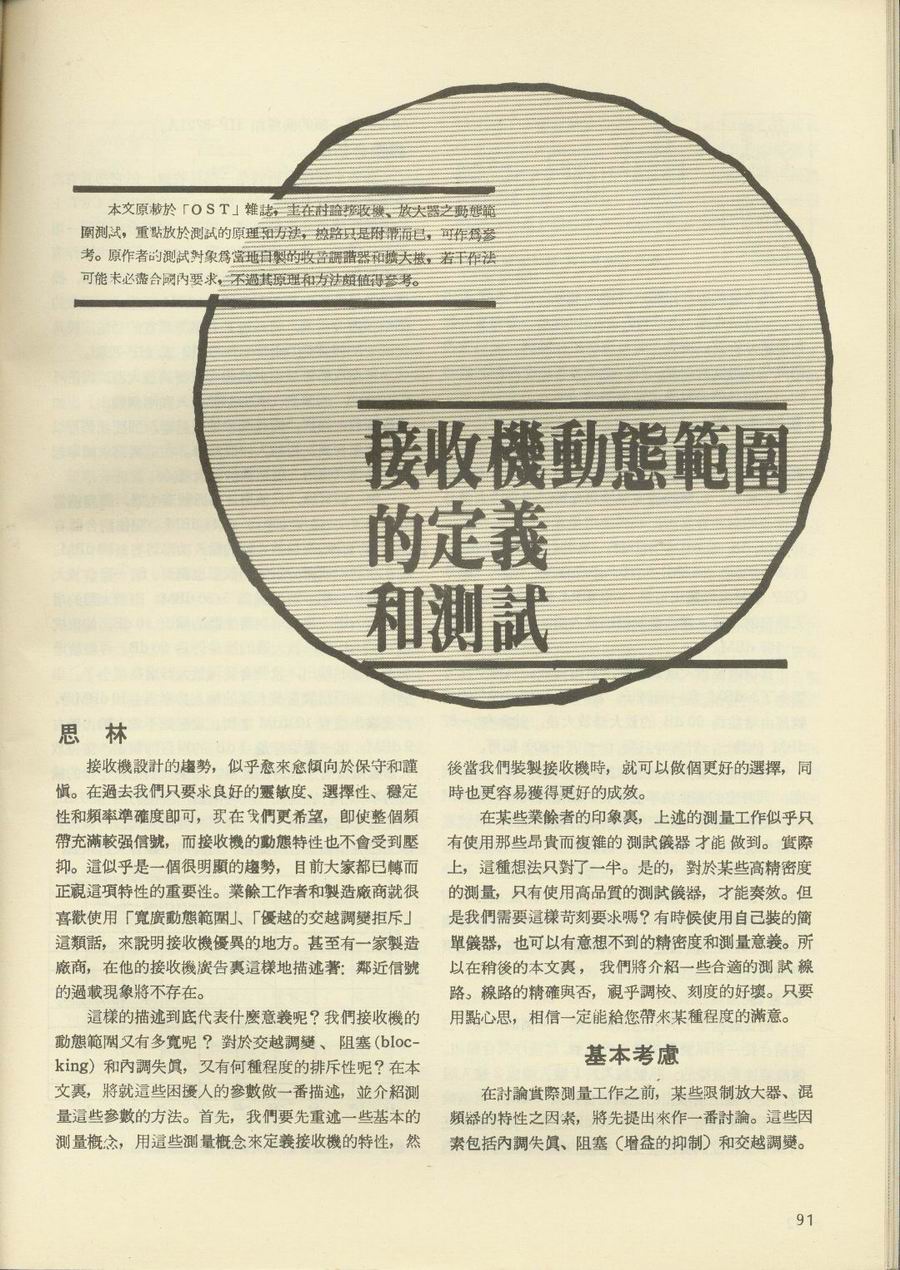 本文原載於「OST」雜誌，主在討論接收機、放大器之動態範
圍測試，重點放於測試的原理和方法，線路只是附帶而已，可作爲參
考。原作者的測試對象爲當地自製的收音調諧器和擴大機，若干作法
可能未必盡合國內要求，不過其原理和方法頗值得參考。
接收機動態範圍
的定義
和測試
思 林
接收機設計的趨勢，似乎愈來愈傾向於保守和謹
愼。在過去我們只要求良好的靈敏度、選擇性、穩定
性和頻率準確度卽可，現在我們更希望，卽使整個頻
帶充滿較强信號，而接收機的動態特性也不會受到壓
抑。這似乎是一個很明顯的趨勢，目前大家都已轉而
正視這項特性的重要性。業餘工作者和製造廠商就很
喜歡使用「寬廣動態範圍」、「優越的交越調變拒斥」
這類話，來說明接收機優異的地方。甚至有一家製造
廠商，在他的接收機廣告裏這樣地描述著：鄰近信號
的過載現象將不存在。
這樣的描述到底代表什麼意義呢？我們接收機的
動態範圍又有多寬呢？對於交越調變、阻塞(bloc-
king）和內調失眞，又有何種程度的排斥性呢？在本
文裏，將就這些困擾人的參數做一番描述，並介紹測
量這些參數的方法。首先，我們要先重述一些基本的
測量概念，用這些測量概念來定義接收機的特性，然
後當我們裝製接收機時，就可以做個更好的選擇，同
時也更容易獲得更好的成效。
在某些業餘者的印象裏，上述的測量工作似乎只
有使用那些昂貴而複雜的測試儀器才能做到。實際
上，這種想法只對了一半。是的，對於某些高精密度
的測量，只有使用高品質的測試儀器，才能奏效。但
是我們需要這樣苛刻要求嗎？有時候使用自己裝的簡
單儀器，也可以有意想不到的精密度和測量意義。所
以在稍後的本文裏，我們將介紹一些合適的測試線
路。線路的精確與否，視乎調校、刻度的好壞。只要
用點心思，相信一定能給您帶來某種程度的滿意。
基本考慮
在討論實際測量工作之前，某些限制放大器、混
頻器的特性之因素，將先提出來作一番討論。這些因
素包括內調失眞、阻塞（增益的抑制）和交越調變。
91